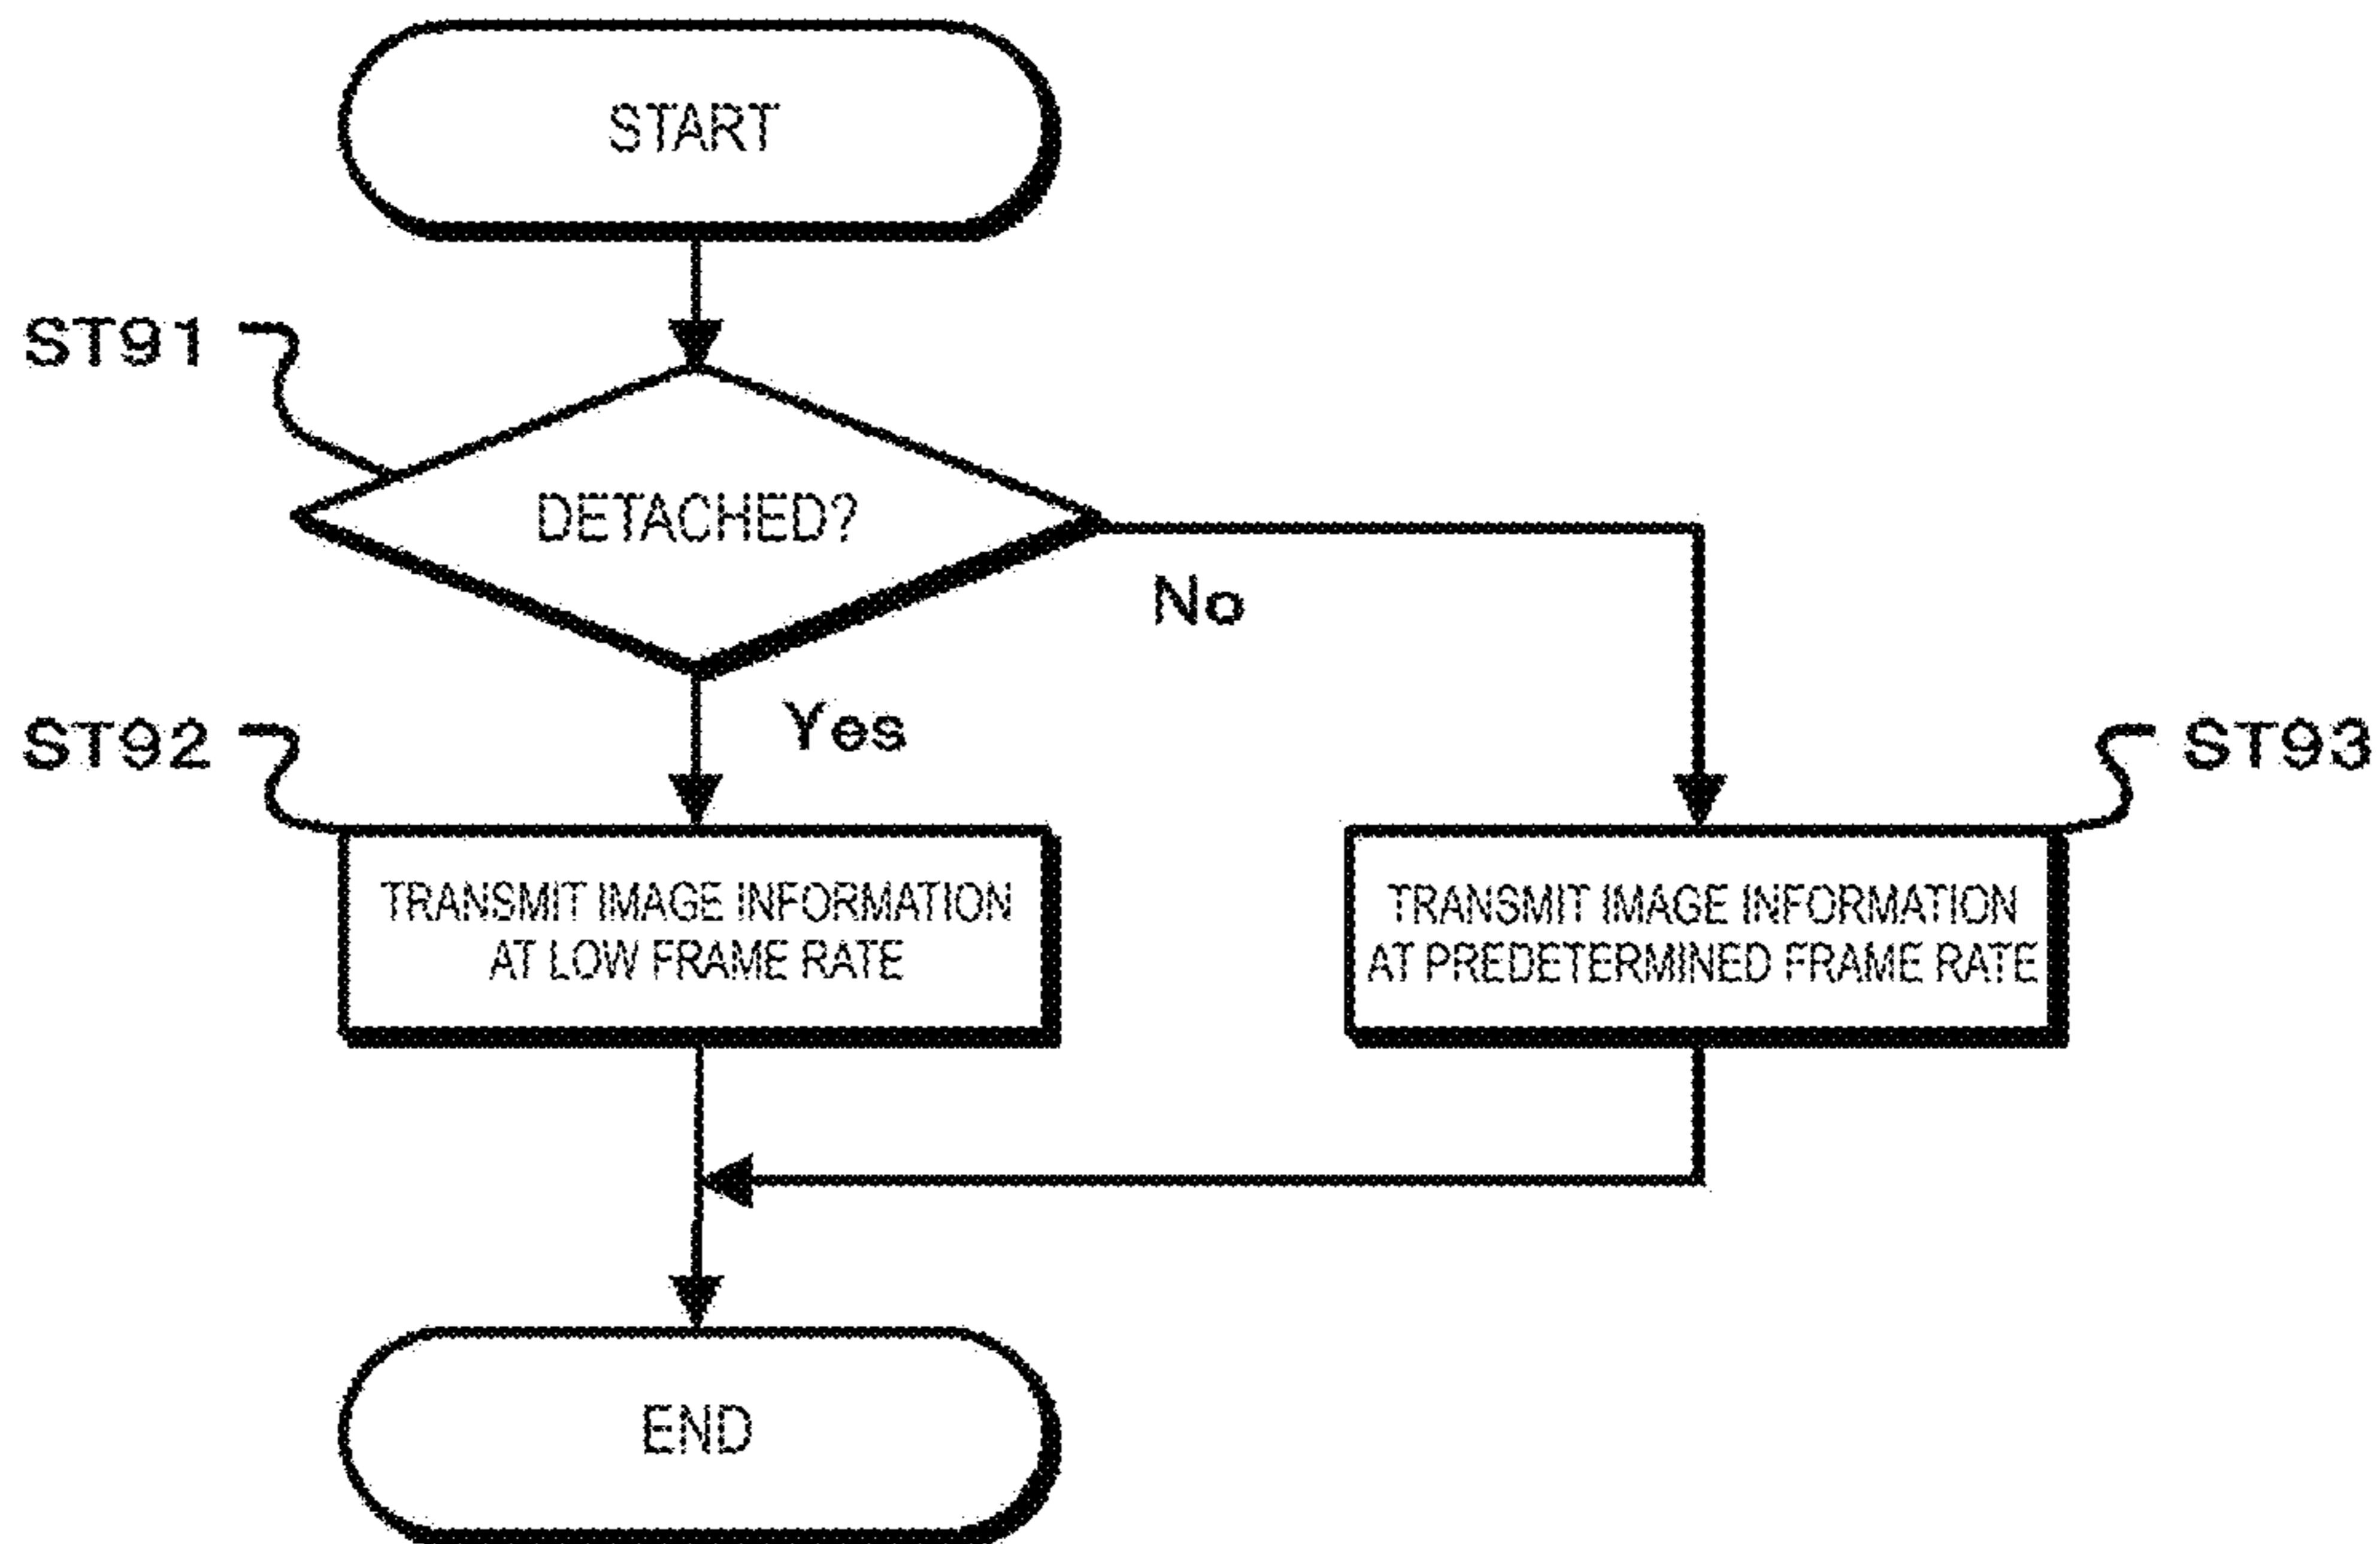 START
ST91
DETACHED?
No
Yes
ST92
ST93
TRANSMIT IMAGE INFORMATION
AT LOW FRAME RATE
TRANSMIT IMAGE INFORMATION
AT PREDETERMINED FRAME RATE
END